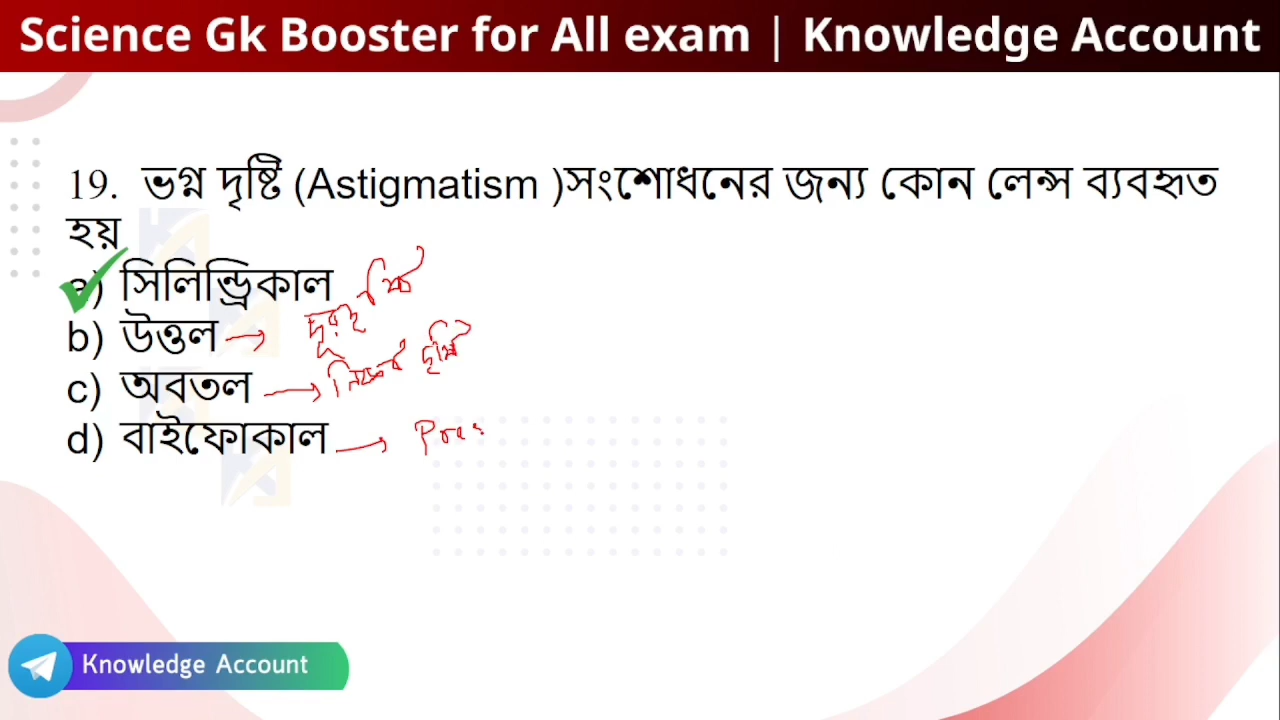 Science Gk Booster for All exam | Knowledge Account
19. ভগ্ন দৃষ্টি (Astigmatism )সংশোধনের জন্য কোন লেন্স ব্যবহৃত
হয়
a) সিলিন্ড্রিকাল
b) উত্তল →
c) অবতল → দৃষ্টি
d) বাইফোকাল → Pres
Knowledge Account